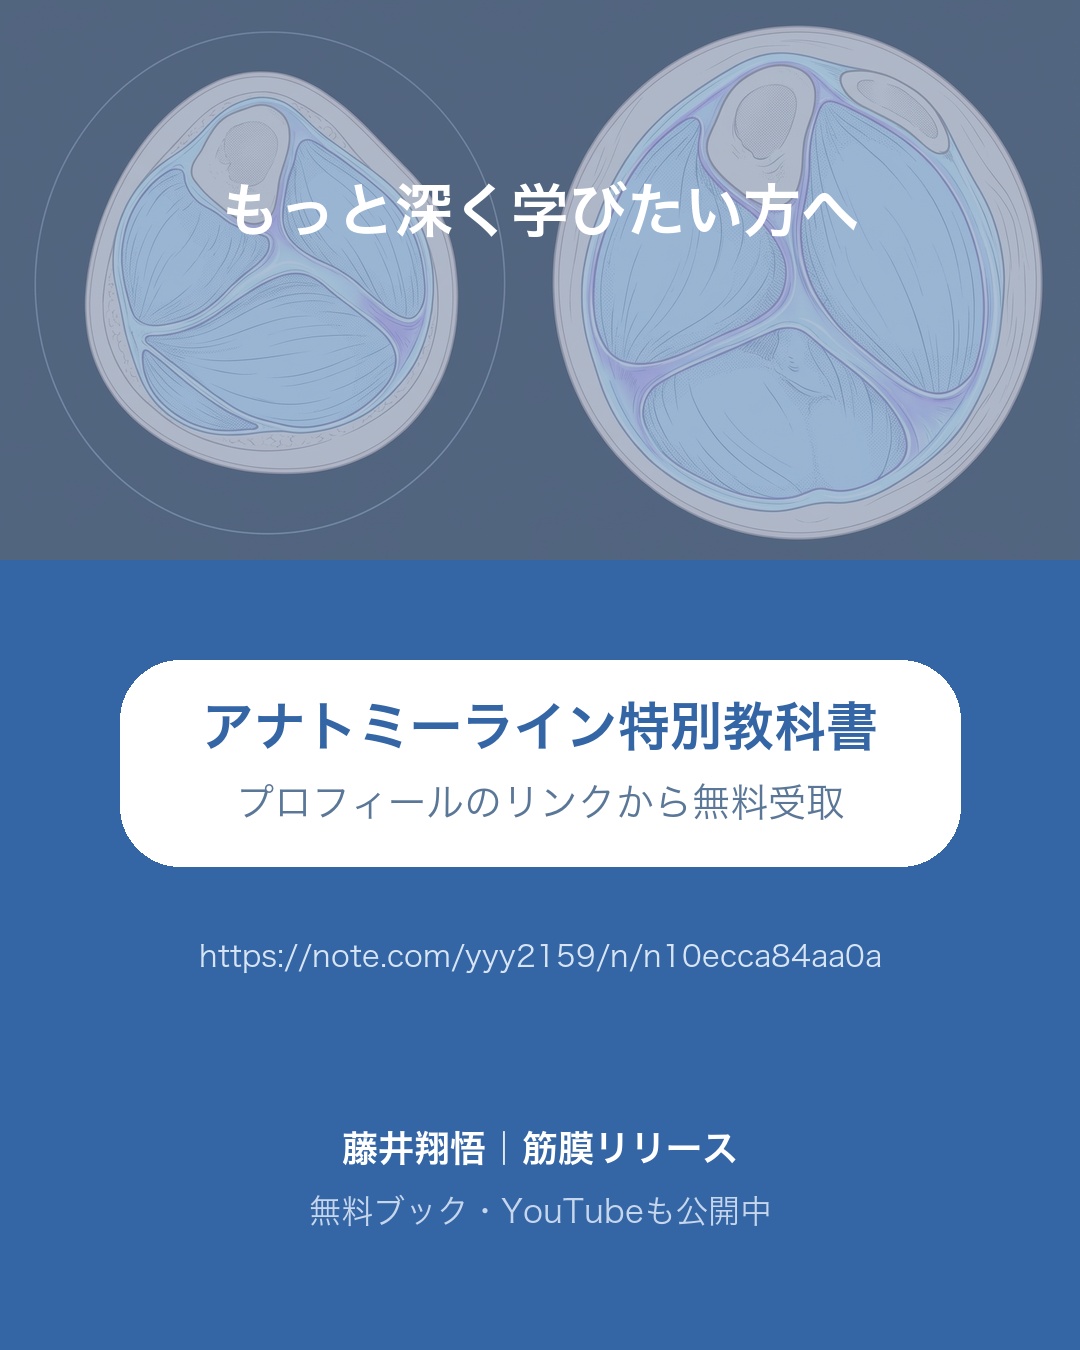 もっと深く学びたい方へ
アナトミーライン特別教科書
プロフィールのリンクから無料受取
https://note.com/yyy2159/n/n10ecca84aa0a
藤井翔悟｜筋膜リリース
無料ブック・YouTubeも公開中